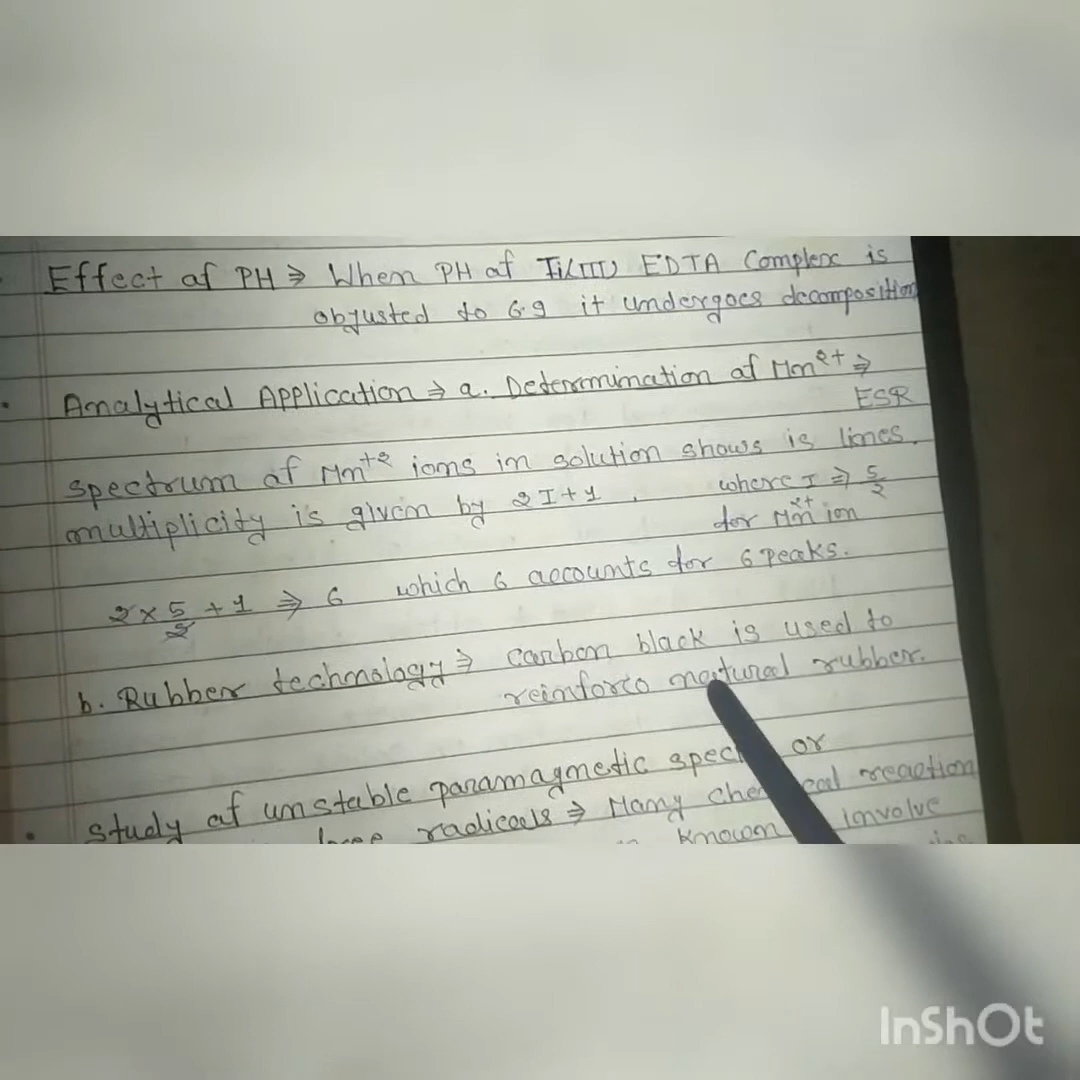 Effect of PH ⇒ When PH of Ti(III) EDTA Complex is
objusted to 6.9 it undergoes decomposition
Analytical Application ⇒ a. Determination of Mn²⁺ ⇒
ESR
spectrum of Mn⁺² ions in solution shows is lines.
multiplicity is given by 2I+1, where I ⇒ 5/2
for Mn²⁺ ion
2 × 5/2 + 1 ⇒ 6 which 6 accounts for 6 peaks.
b. Rubber technology ⇒ Carbon black is used to
reinforce natural rubber.
study of unstable paramagnetic or
radicals ⇒ Many reaction
known involve
InShOt